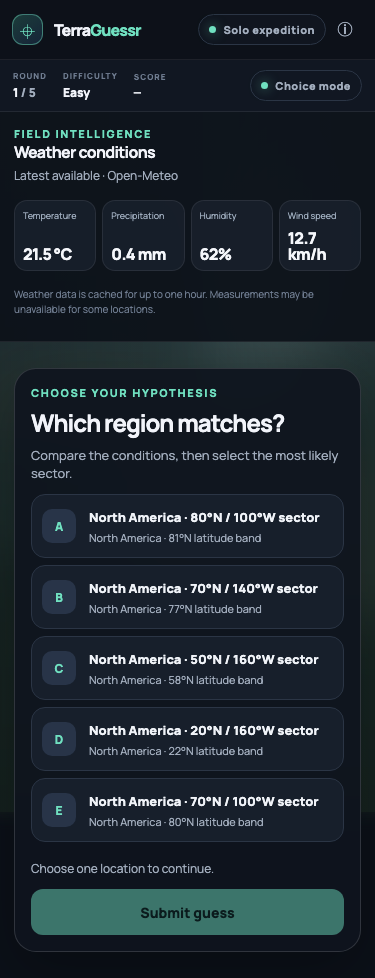 TerraGuessr
Solo expedition
ROUND
1 / 5
DIFFICULTY
Easy
SCORE
–
Choice mode
FIELD INTELLIGENCE
Weather conditions
Latest available · Open-Meteo
Temperature
21.5 °C
Precipitation
0.4 mm
Humidity
62%
Wind speed
12.7
km/h
Weather data is cached for up to one hour. Measurements may be
unavailable for some locations.
CHOOSE YOUR HYPOTHESIS
Which region matches?
Compare the conditions, then select the most likely
sector.
A
North America · 80°N / 100°W sector
North America · 81°N latitude band
B
North America · 70°N / 140°W sector
North America · 77°N latitude band
C
North America · 50°N / 160°W sector
North America · 58°N latitude band
D
North America · 20°N / 160°W sector
North America · 22°N latitude band
E
North America · 70°N / 100°W sector
North America · 80°N latitude band
Choose one location to continue.
Submit guess